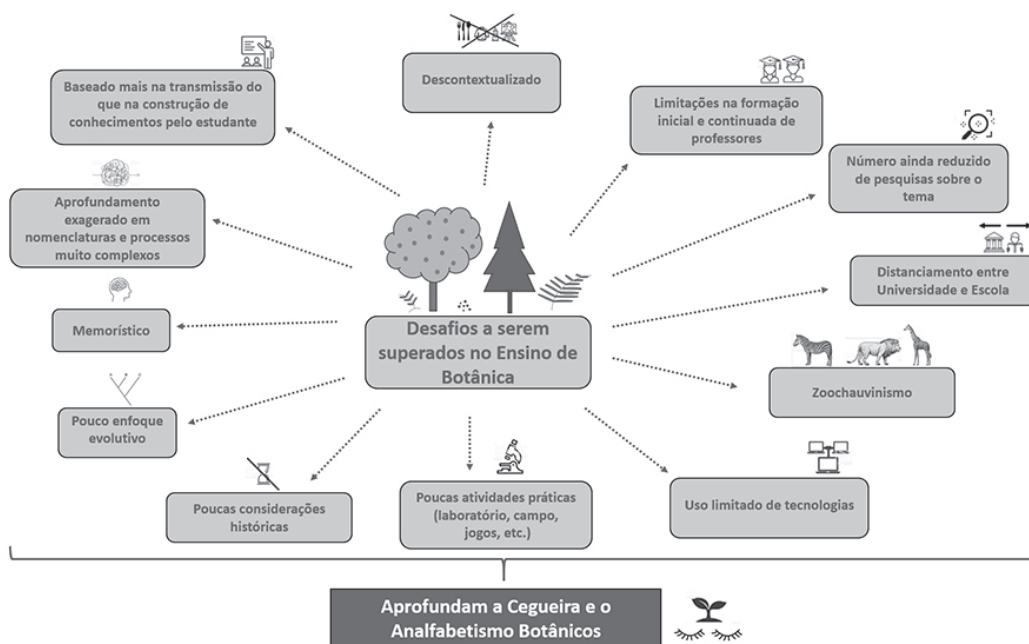 Baseado mais na transmissão do
que na construção de
conhecimentos pelo estudante
Descontextualizado
Limitações na formação
inicial e continuada de
professores
Número ainda reduzido
de pesquisas sobre o
tema
Aprofundamento
exagerado em
nomenclaturas e processos
muito complexos
Distanciamento entre
Universidade e Escola
Memorístico
Desafios a serem
superados no Ensino de
Botânica
Zoochauvinismo
Pouco enfoque
evolutivo
Poucas considerações
históricas
Poucas atividades práticas
(laboratório, campo,
jogos, etc.)
Uso limitado de tecnologias
Aprofundam a Cegueira e o
Analfabetismo Botânicos